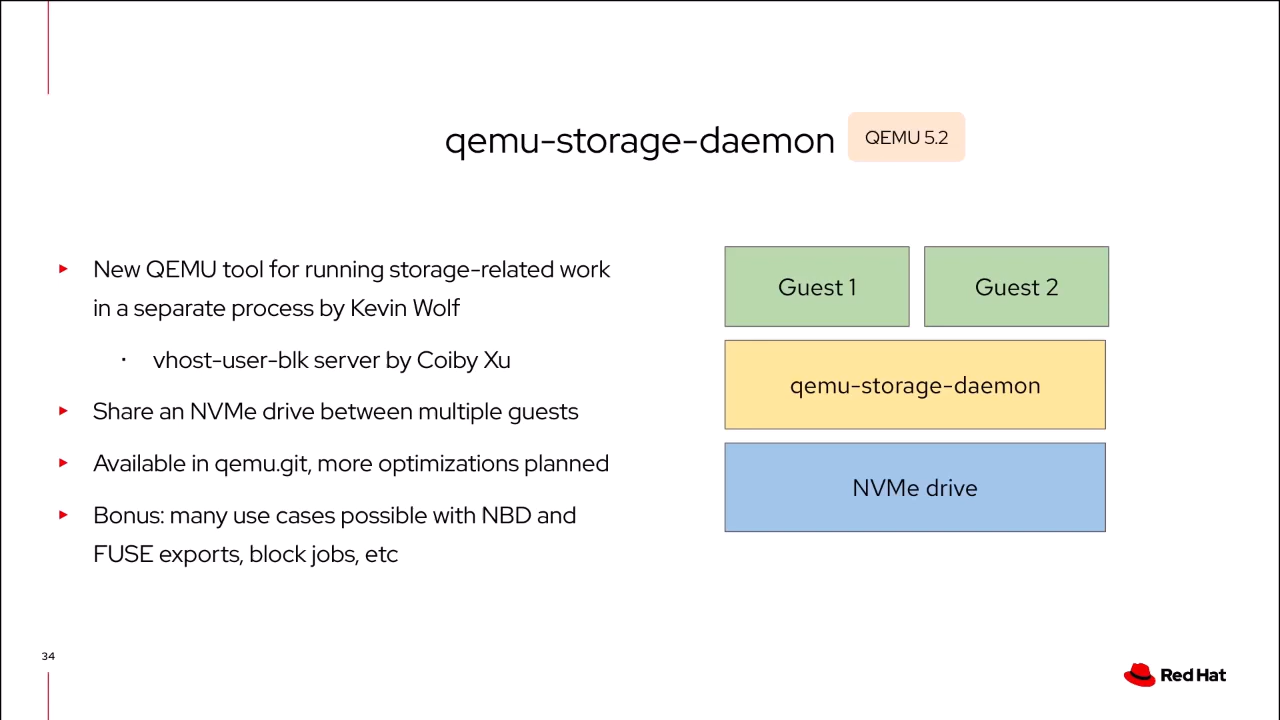 qemu-storage-daemon
QEMU 5.2
New QEMU tool for running storage-related work
in a separate process by Kevin Wolf
vhost-user-blk server by Coiby Xu
Share an NVMe drive between multiple guests
Available in qemu.git, more optimizations planned
Bonus: many use cases possible with NBD and
FUSE exports, block jobs, etc
Guest 1
Guest 2
qemu-storage-daemon
NVMe drive
34
Red Hat